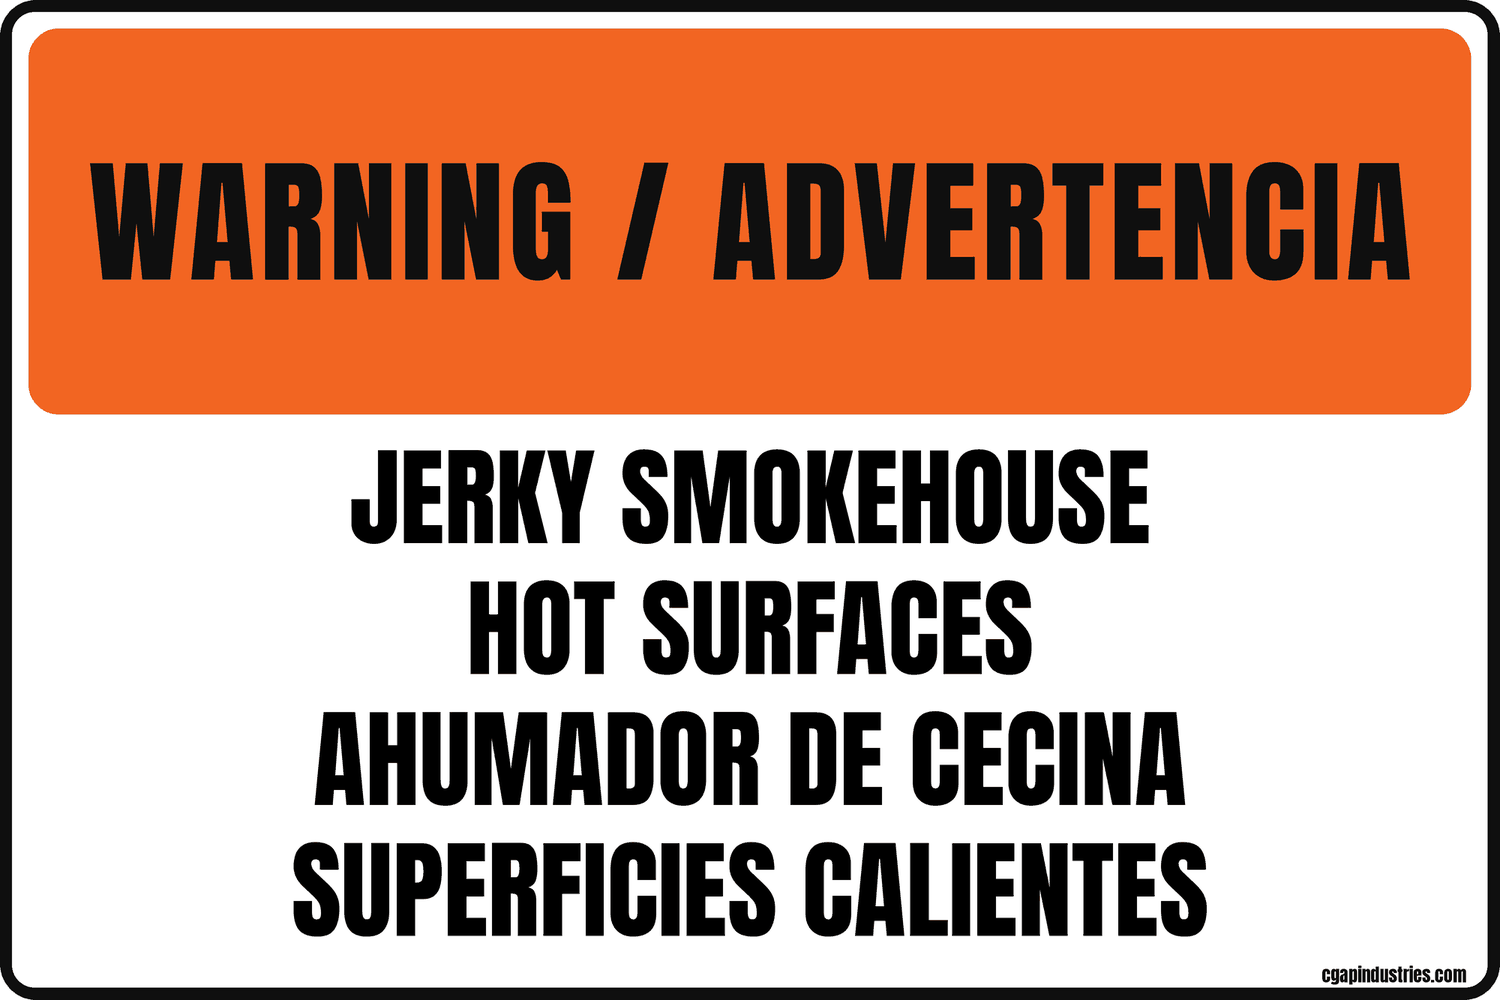 WARNING / ADVERTENCIA
JERKY SMOKEHOUSE
HOT SURFACES
AHUMADOR DE CECINA
SUPERFICIES CALIENTES
cgapindustries.com